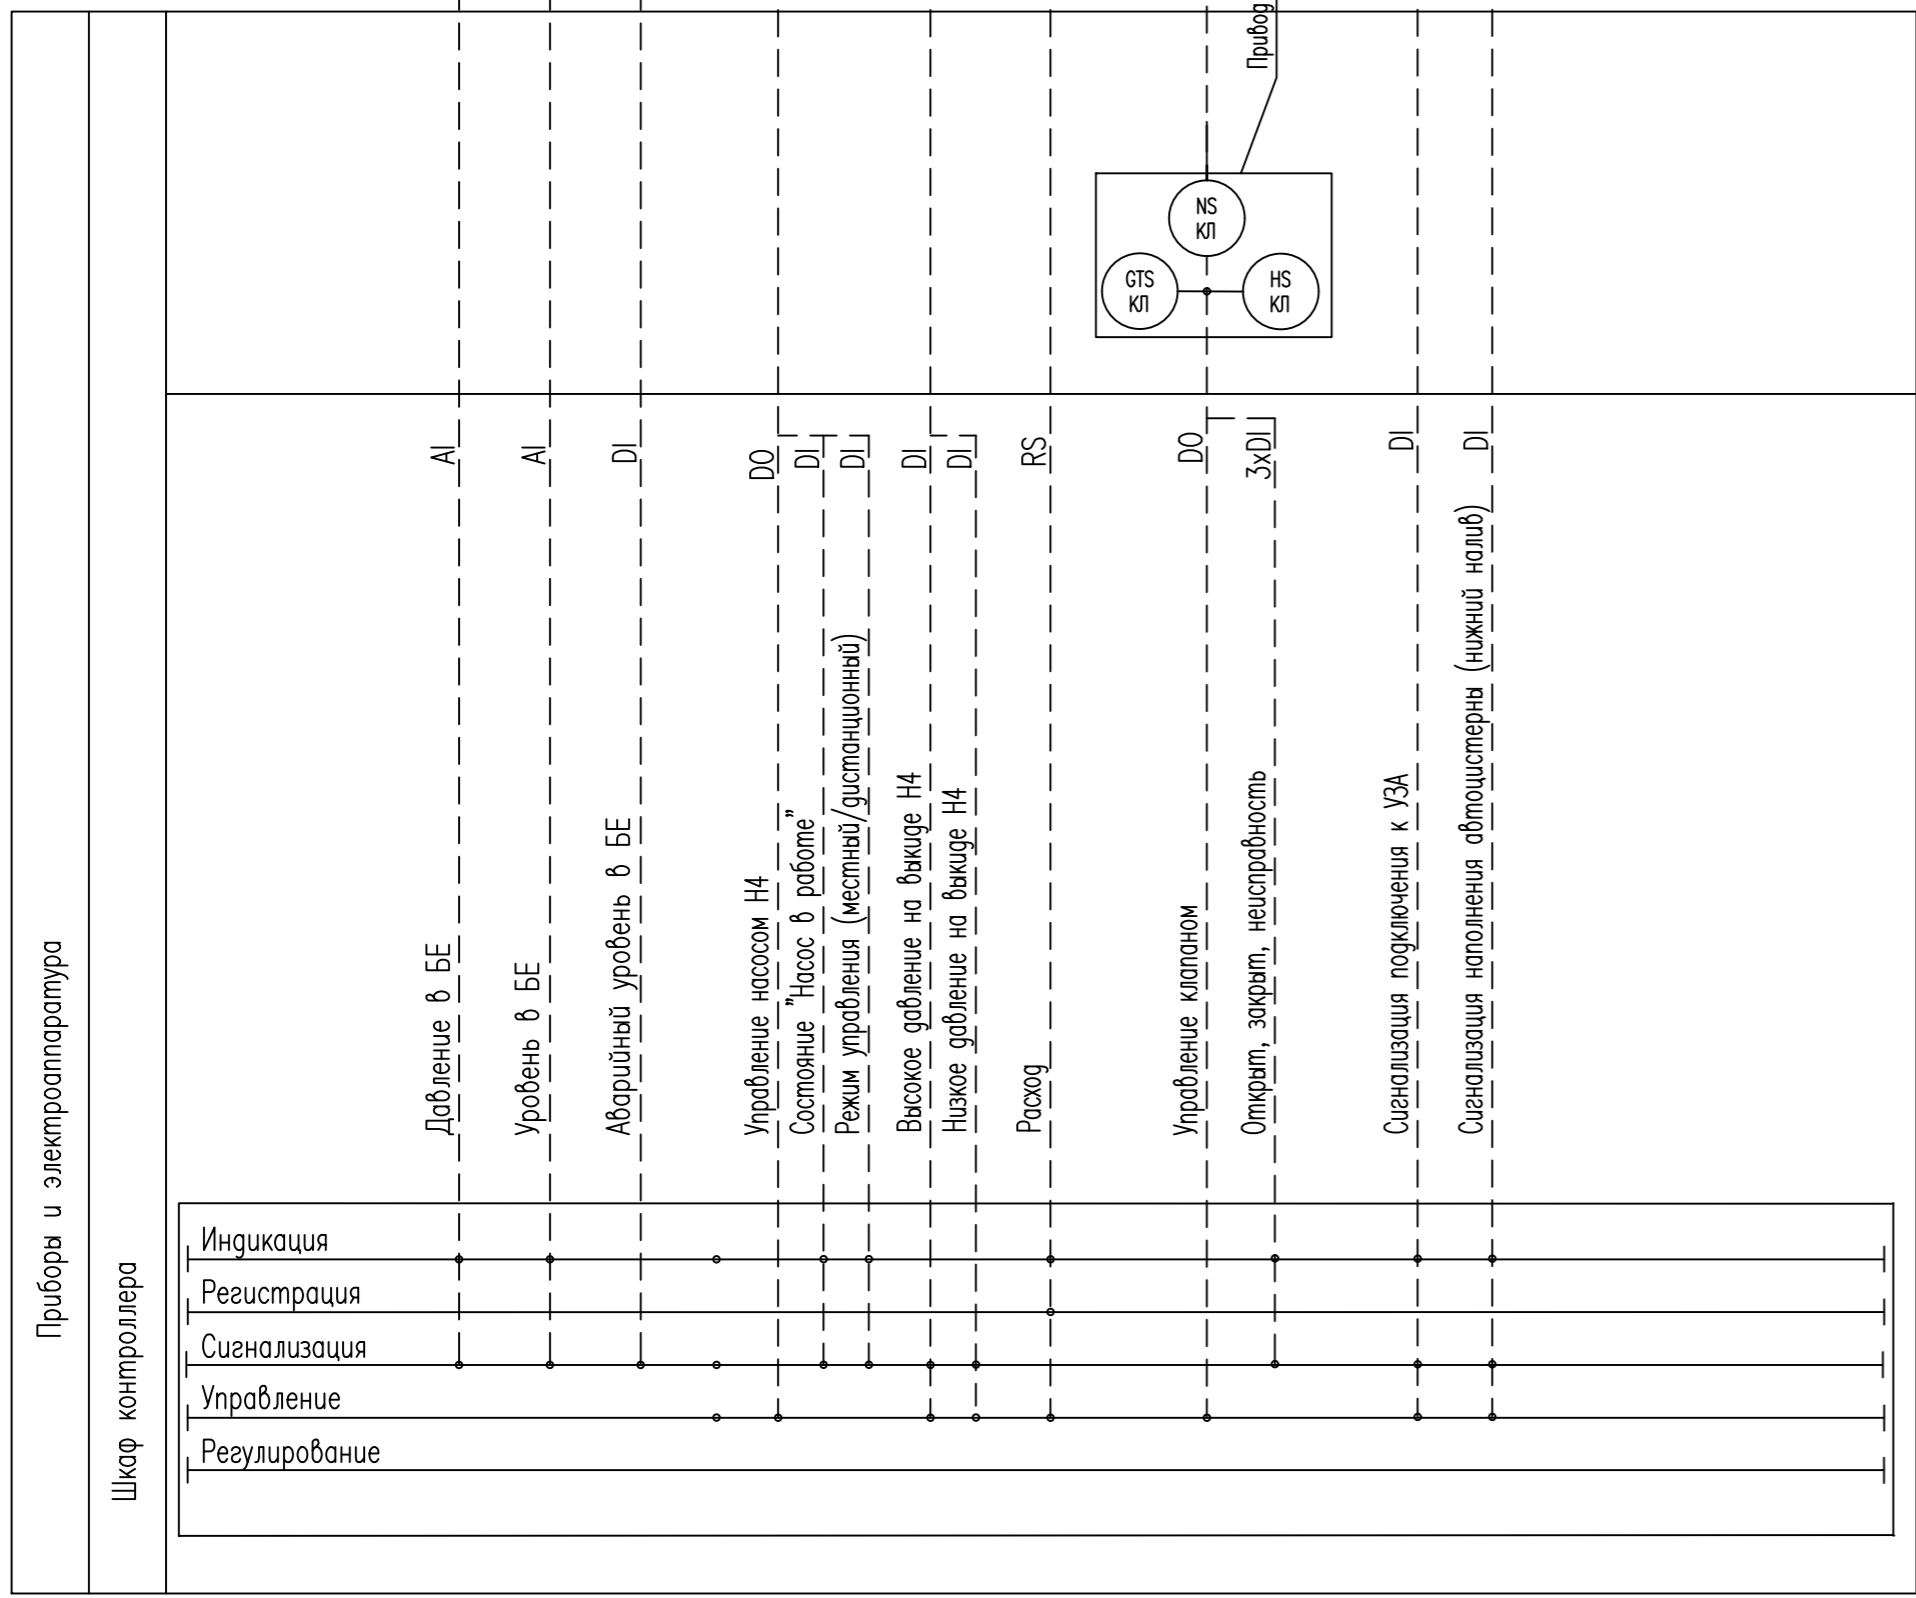 Приборы и электроаппаратура
Шкаф контроллера
Привод
NS
КЛ
GTS
КЛ
HS
КЛ
AI
AI
DI
DO
DI
DI
DI
DI
RS
DO
3xDI
DI
DI
Давление в БЕ
Уровень в БЕ
Аварийный уровень в БЕ
Управление насосом Н4
Состояние "Насос в работе"
Режим управления (местный/дистанционный)
Высокое давление на выкиде Н4
Низкое давление на выкиде Н4
Расход
Управление клапаном
Открыт, закрыт, неисправность
Сигнализация подключения к УЗА
Сигнализация наполнения автоцистерны (нижний налив)
Индикация
Регистрация
Сигнализация
Управление
Регулирование